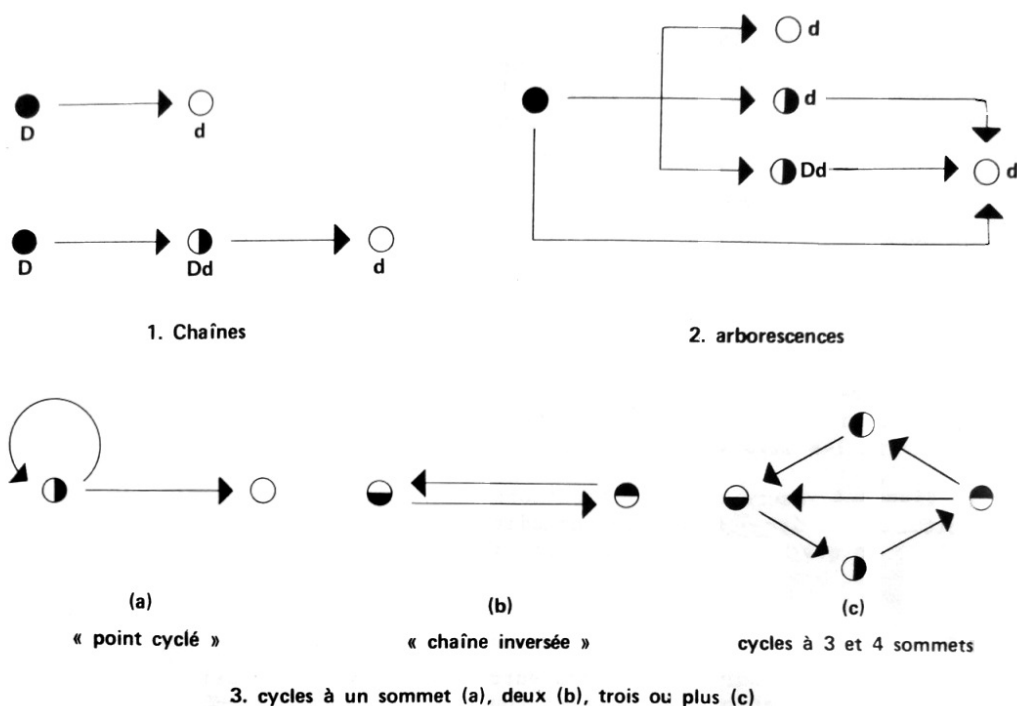 D d
D Dd d
1. Chaînes
d
d
Dd d
2. arborescences
(a) (b) (c)
« point cyclé » « chaîne inversée » cycles à 3 et 4 sommets
3. cycles à un sommet (a), deux (b), trois ou plus (c)